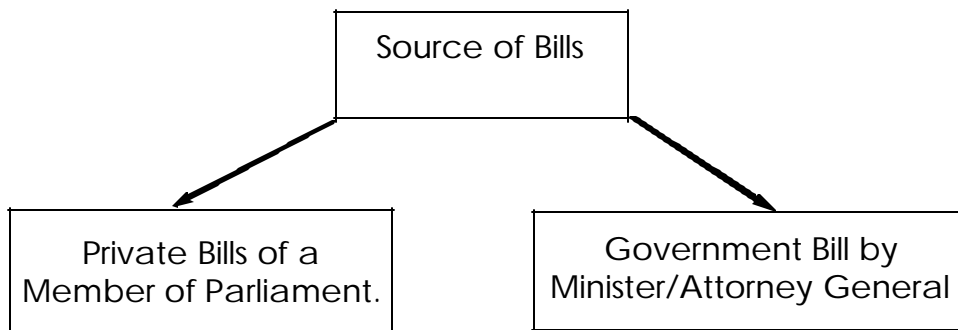 Source of Bills
Private Bills of a
Member of Parliament.
Government Bill by
Minister/Attorney General